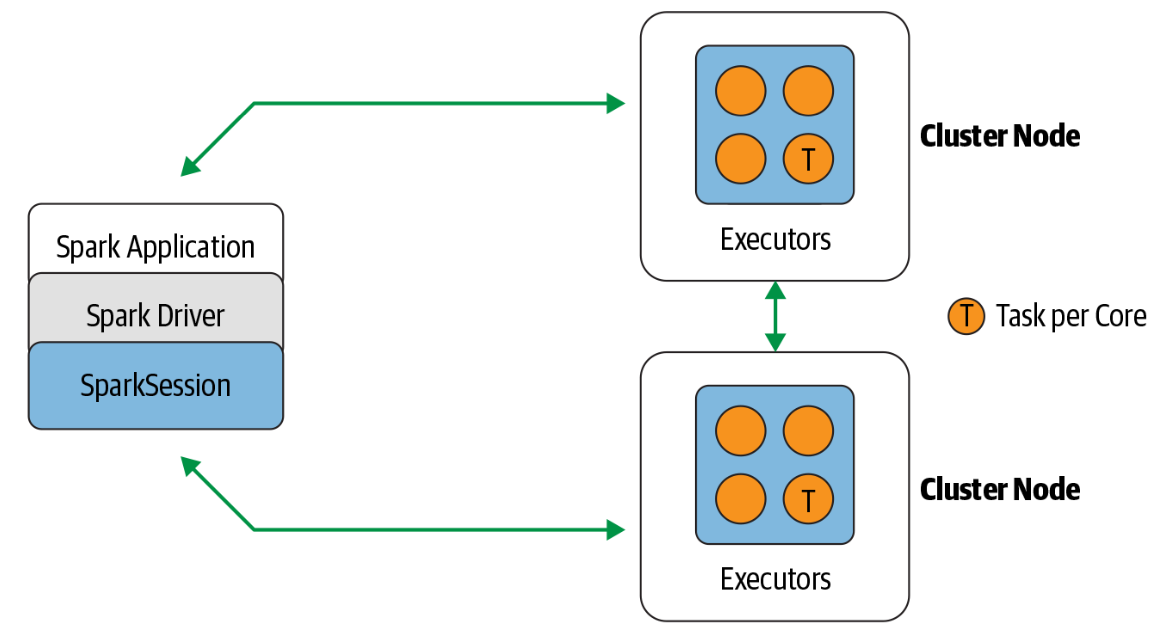 Spark Application
Spark Driver
SparkSession
T
Executors
Cluster Node
T Task per Core
T
Executors
Cluster Node